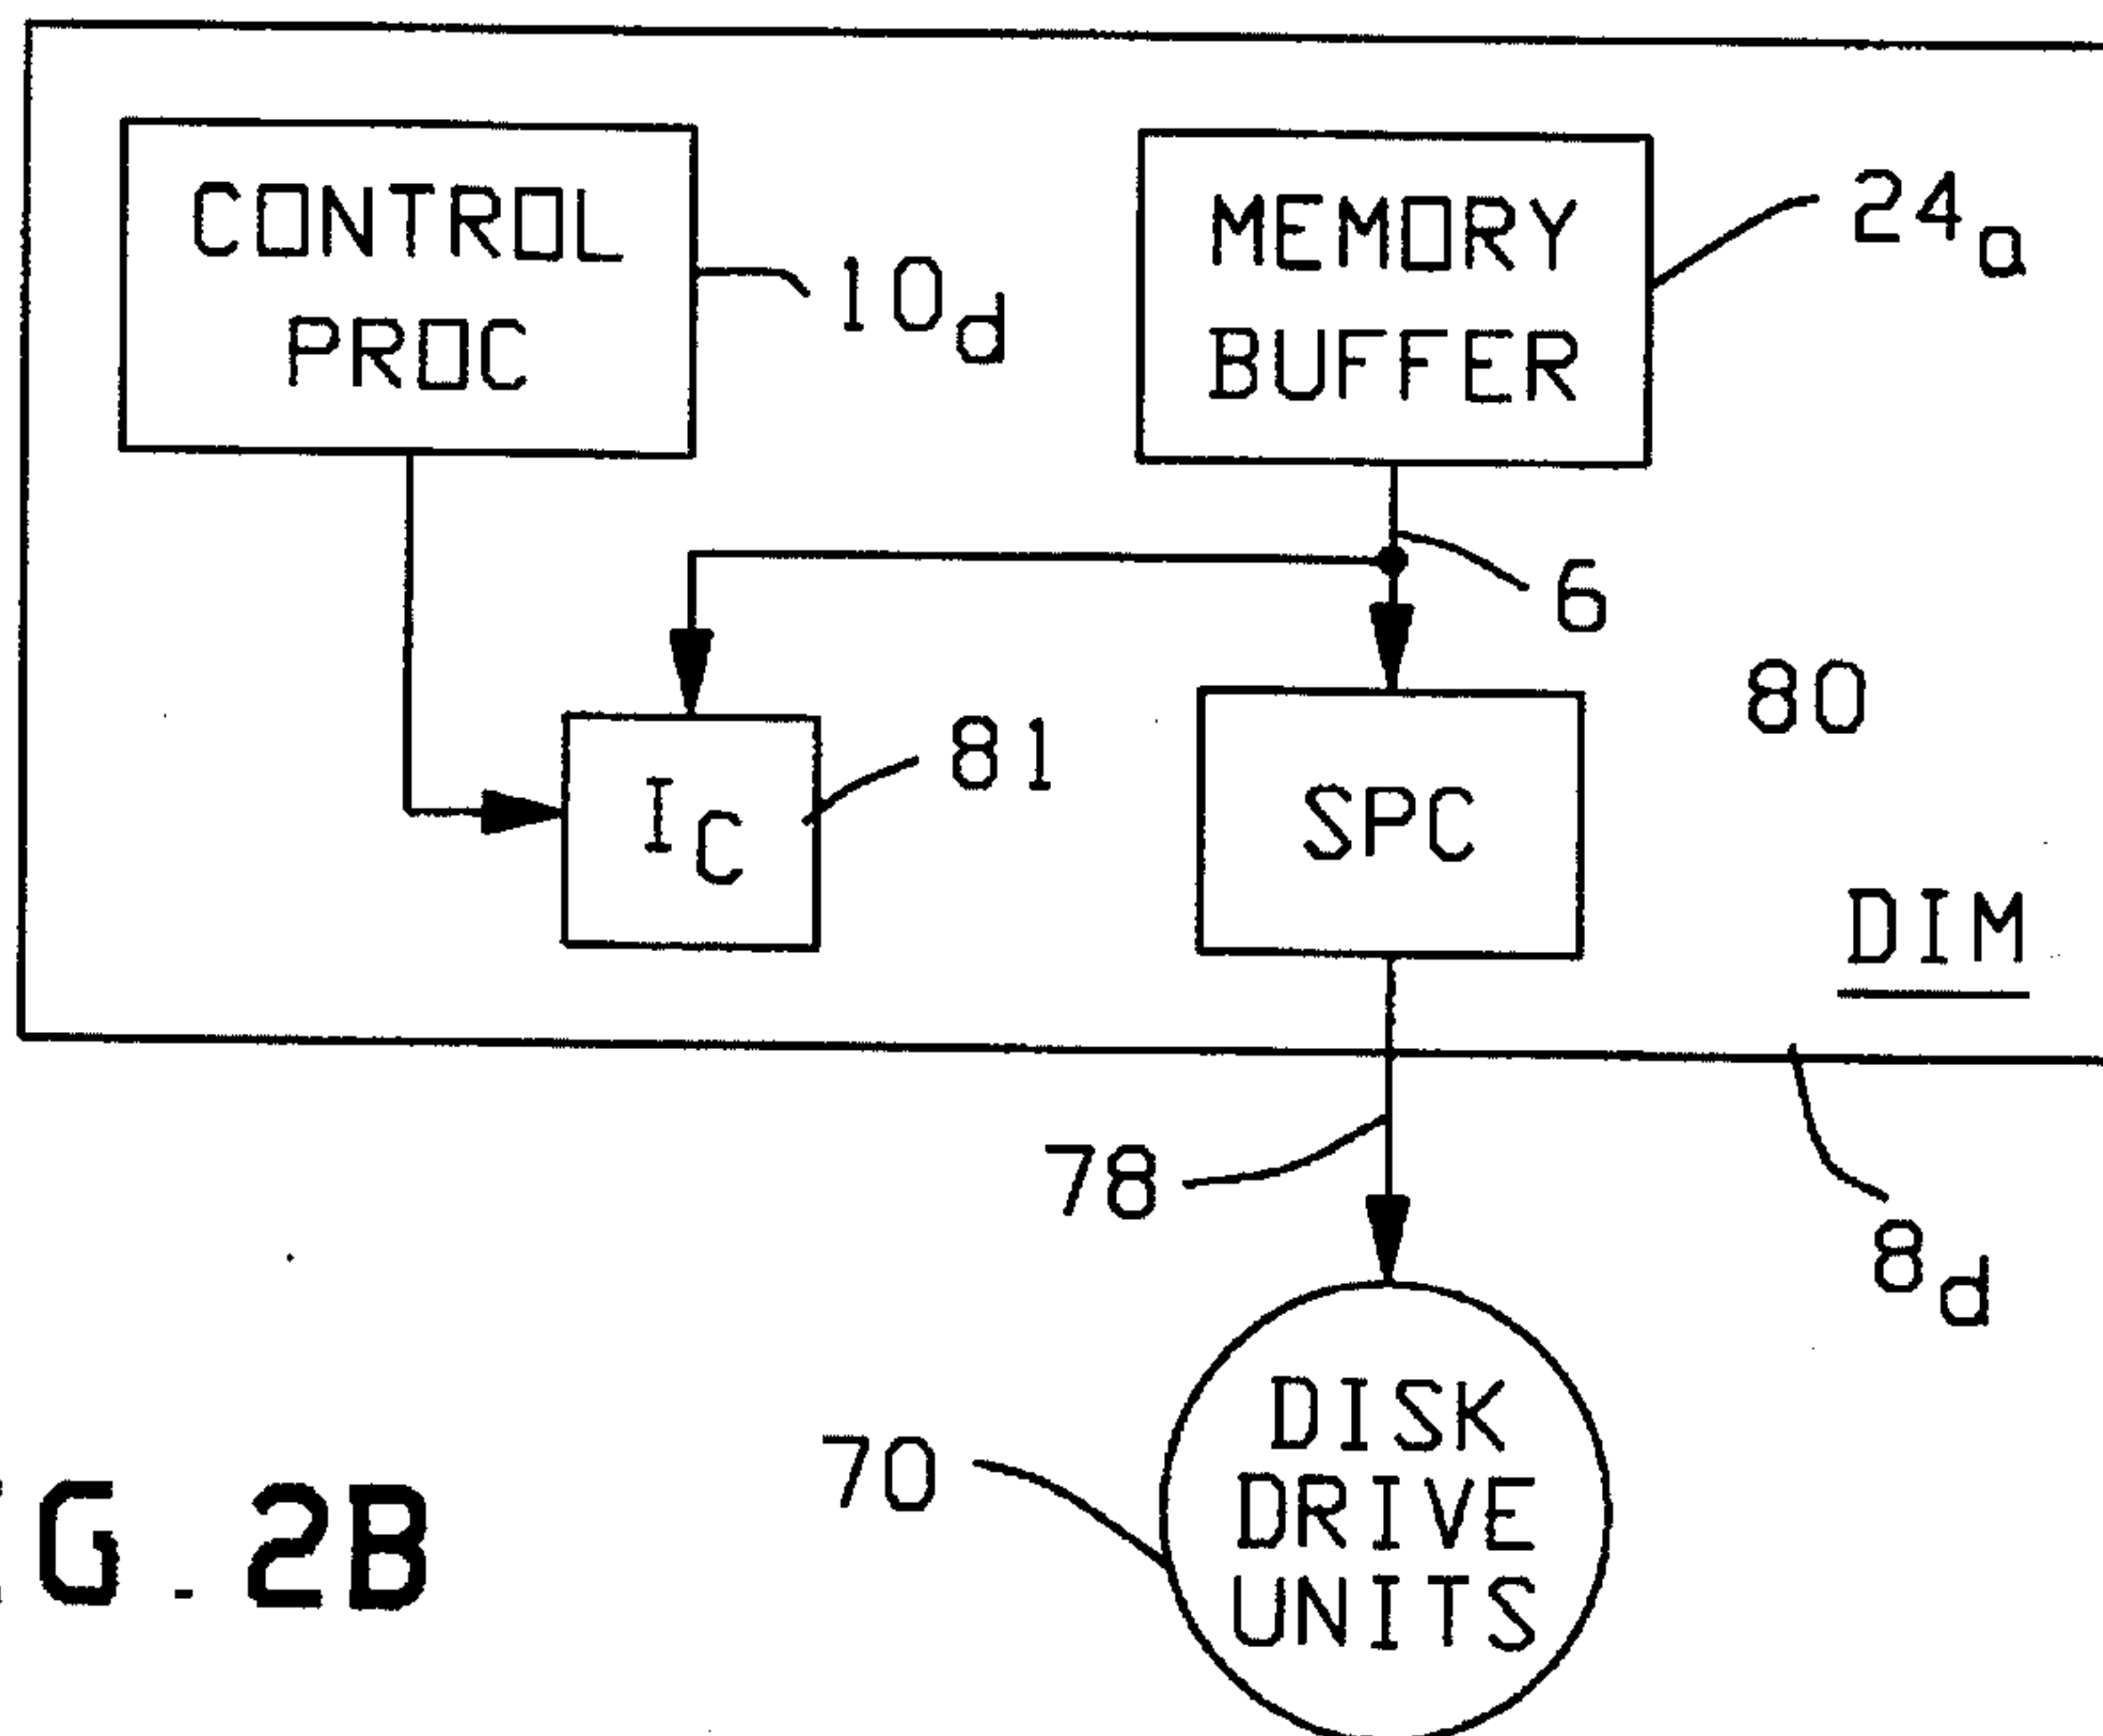 CONTROL
PROC
10d
MEMORY
BUFFER
24a
6
80
IC
81
SPC
DIM
78
8d
70
DISK
DRIVE
UNITS
G. 2B